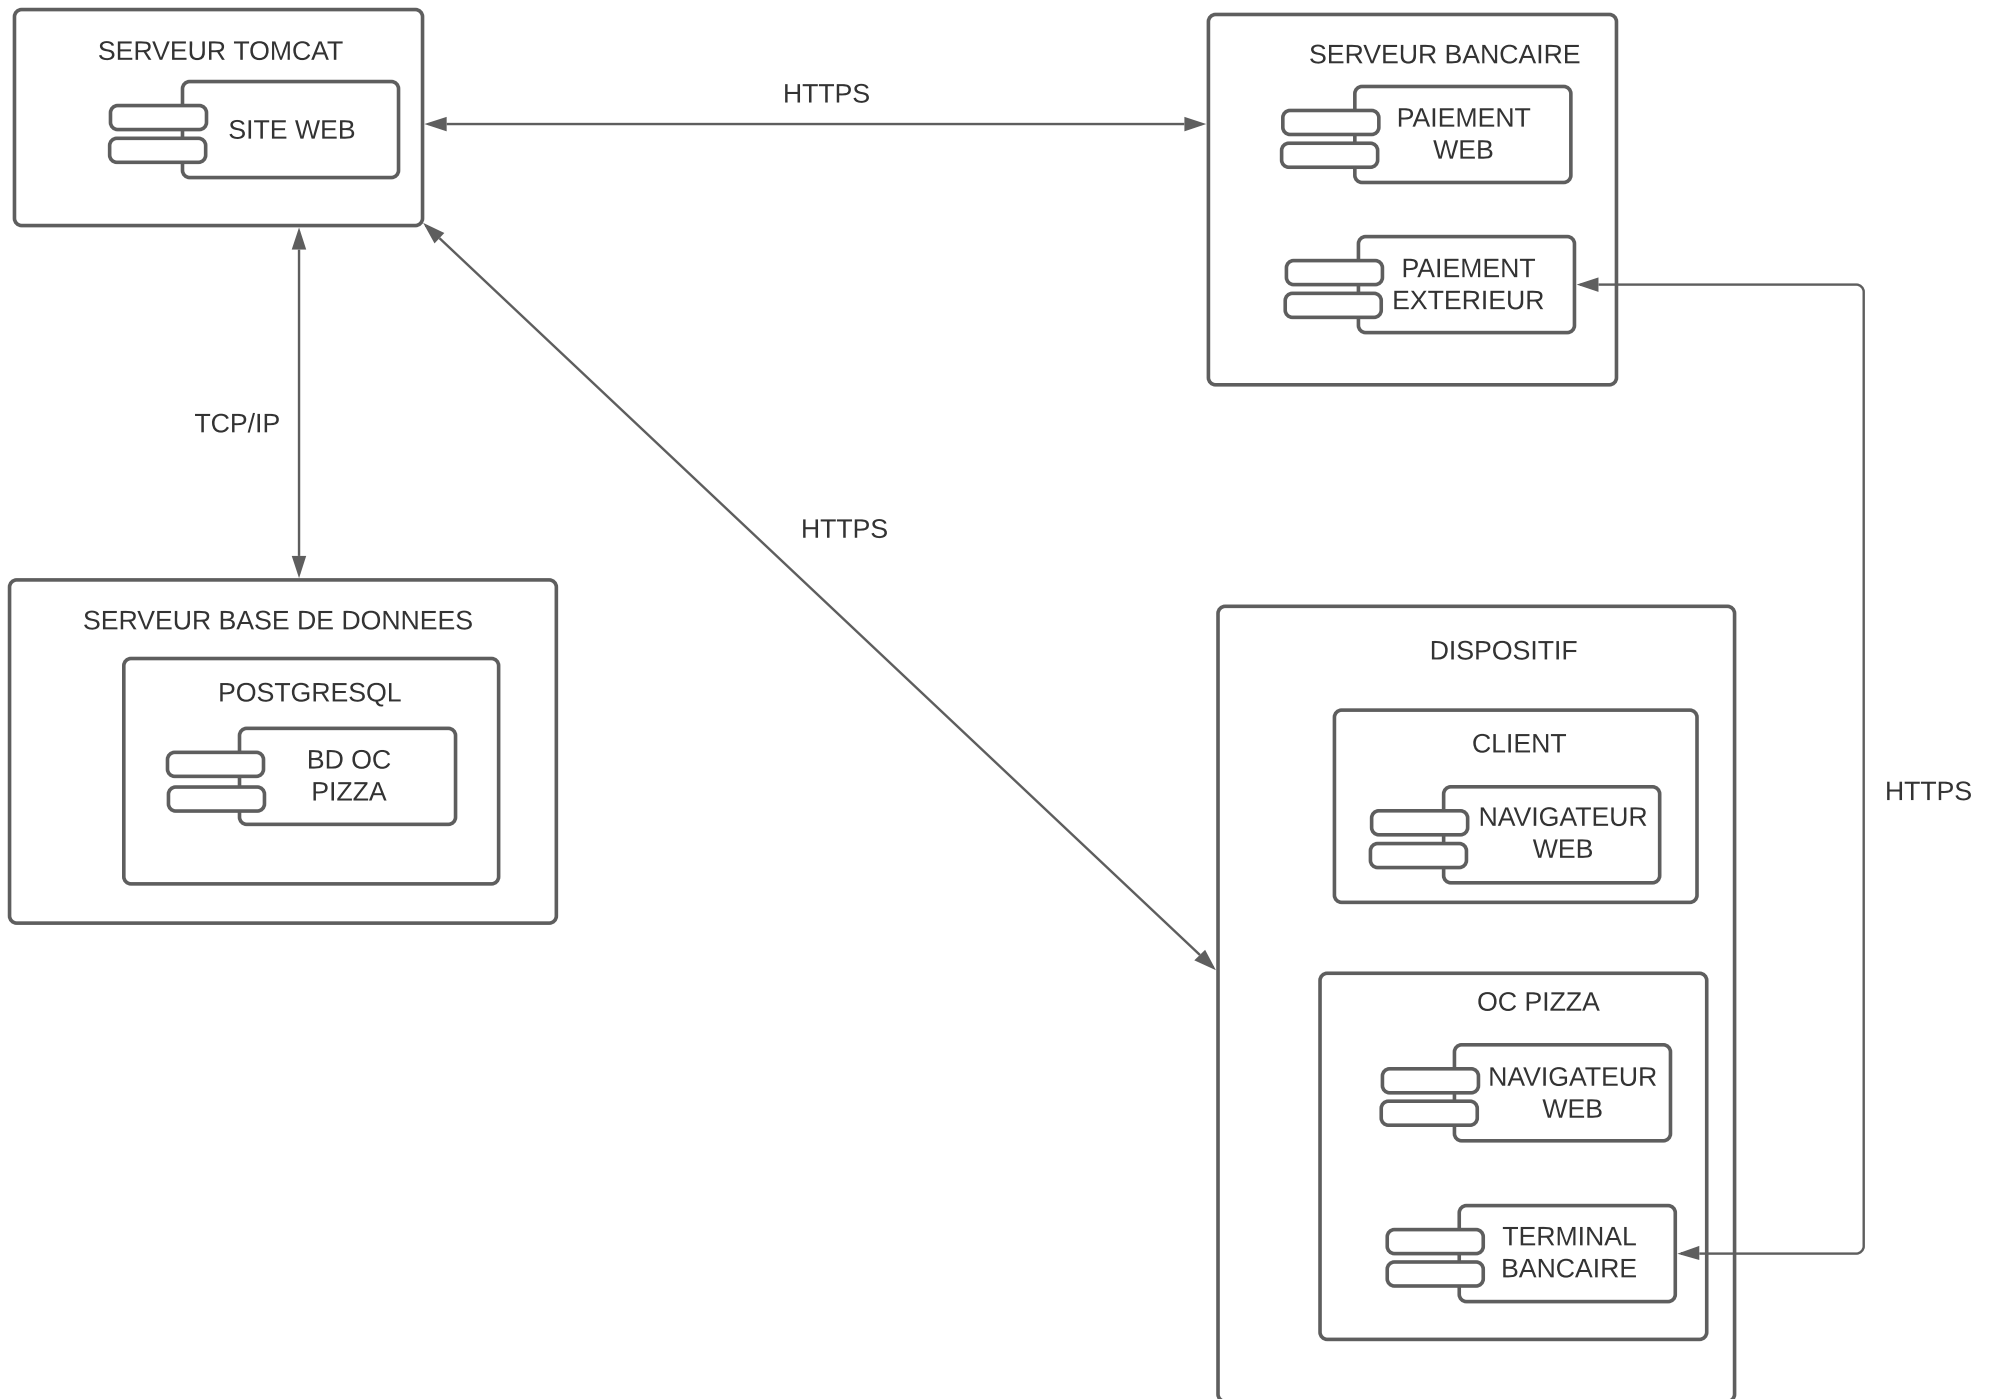 SERVEUR TOMCAT
SITE WEB
HTTPS
SERVEUR BANCAIRE
PAIEMENT
WEB
PAIEMENT
EXTERIEUR
TCP/IP
HTTPS
SERVEUR BASE DE DONNEES
POSTGRESQL
BD OC
PIZZA
DISPOSITIF
CLIENT
NAVIGATEUR
WEB
HTTPS
OC PIZZA
NAVIGATEUR
WEB
TERMINAL
BANCAIRE